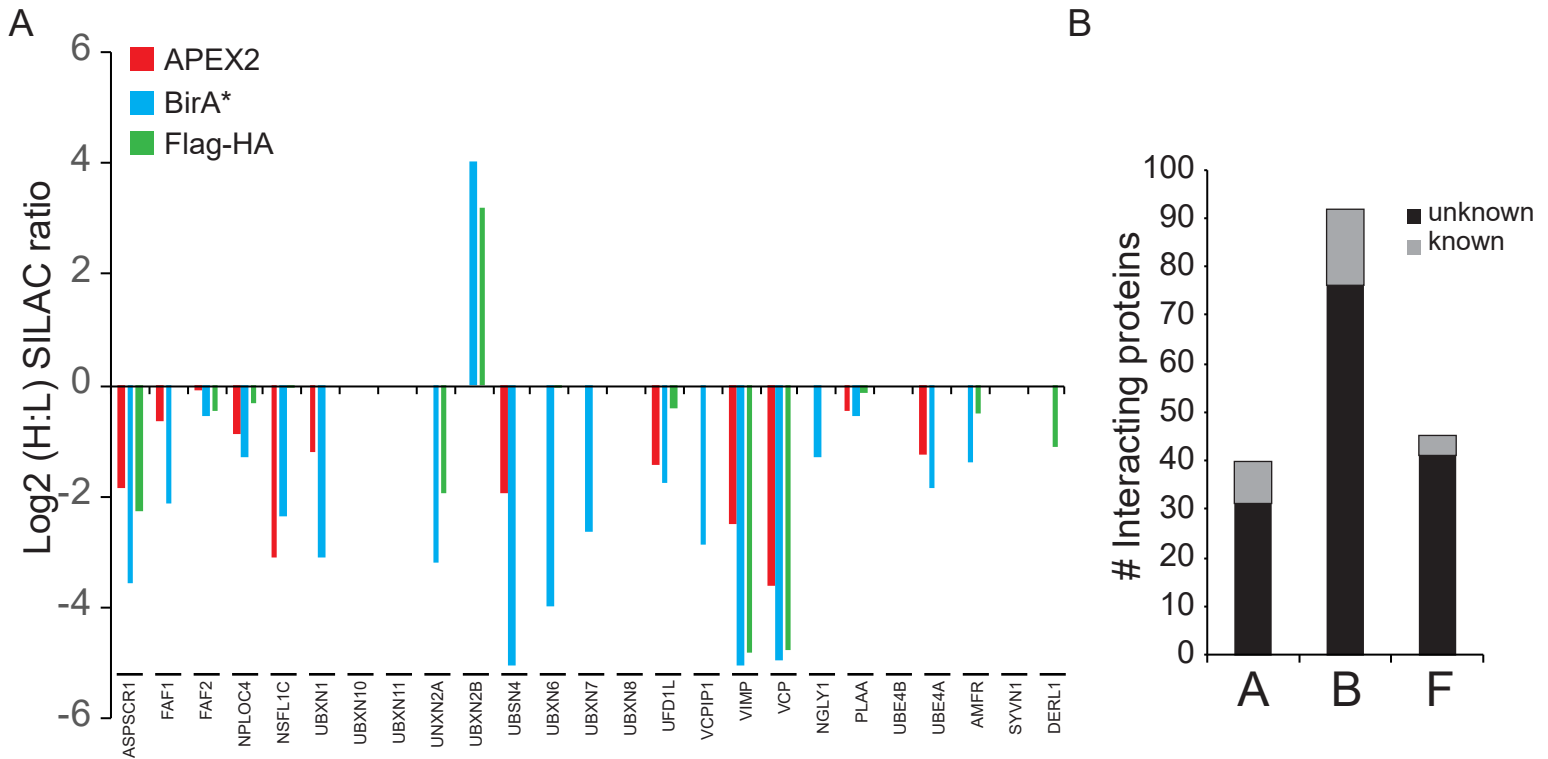 A
B
6
4
2
0
-2
-4
-6
Log2 (H:L) SILAC ratio
APEX2
BirA*
Flag-HA
ASPSCR1
FAF1
FAF2
NPLOC4
NSFL1C
UBXN1
UBXN10
UBXN11
UNXN2A
UBXN2B
UBSN4
UBXN6
UBXN7
UBXN8
UFD1L
VCPIP1
VIMP
VCP
NGLY1
PLAA
UBE4B
UBE4A
AMFR
SYVN1
DERL1
100
90
80
70
60
50
40
30
20
10
0
# Interacting proteins
unknown
known
A
B
F